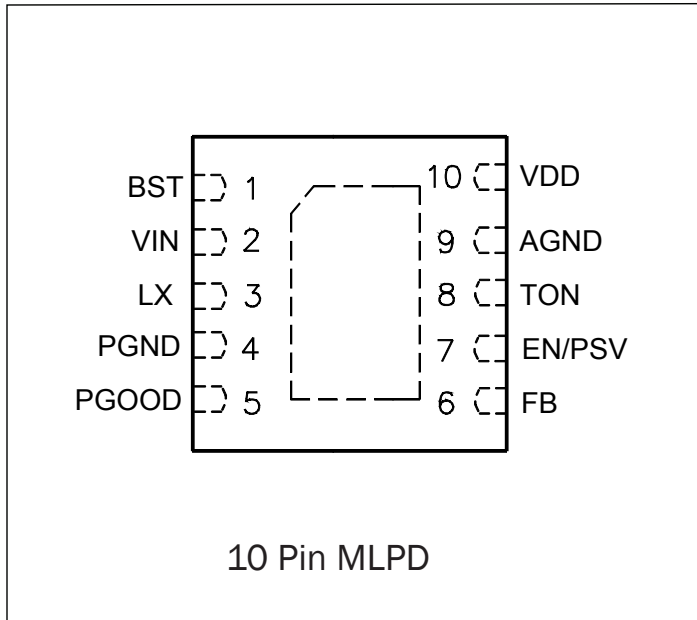 BST 1 10 VDD
VIN 2 9 AGND
LX 3 8 TON
PGND 4 7 EN/PSV
PGOOD 5 6 FB
10 Pin MLPD